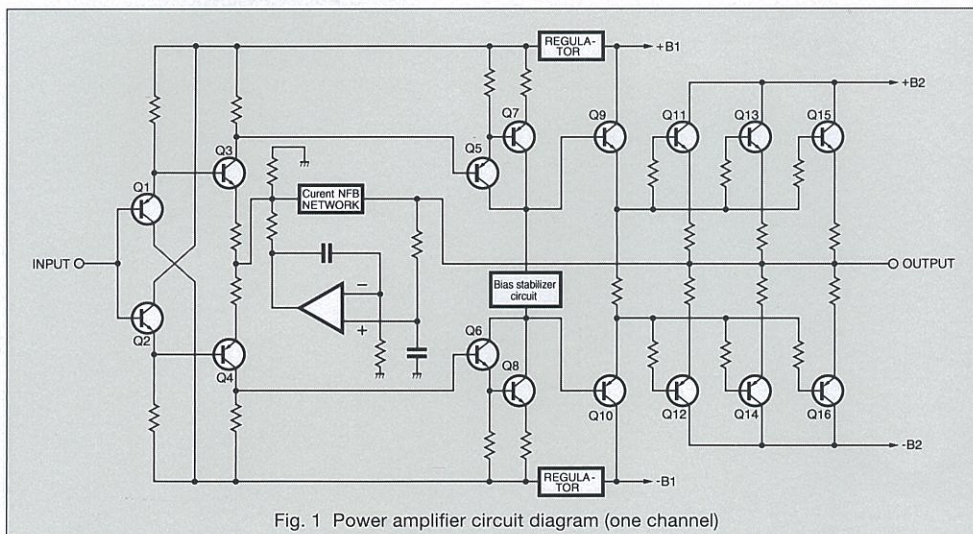 REGULA-
TOR
+B1
+B2
Q7
Q9
Q11
Q13
Q15
Q3
Q5
Q1
Curent NFB
NETWORK
INPUT
OUTPUT
−
+
Bias stabilizer
circuit
Q2
Q6
Q4
Q8
Q10
Q12
Q14
Q16
-B2
REGULA-
TOR
-B1
Fig. 1 Power amplifier circuit diagram (one channel)